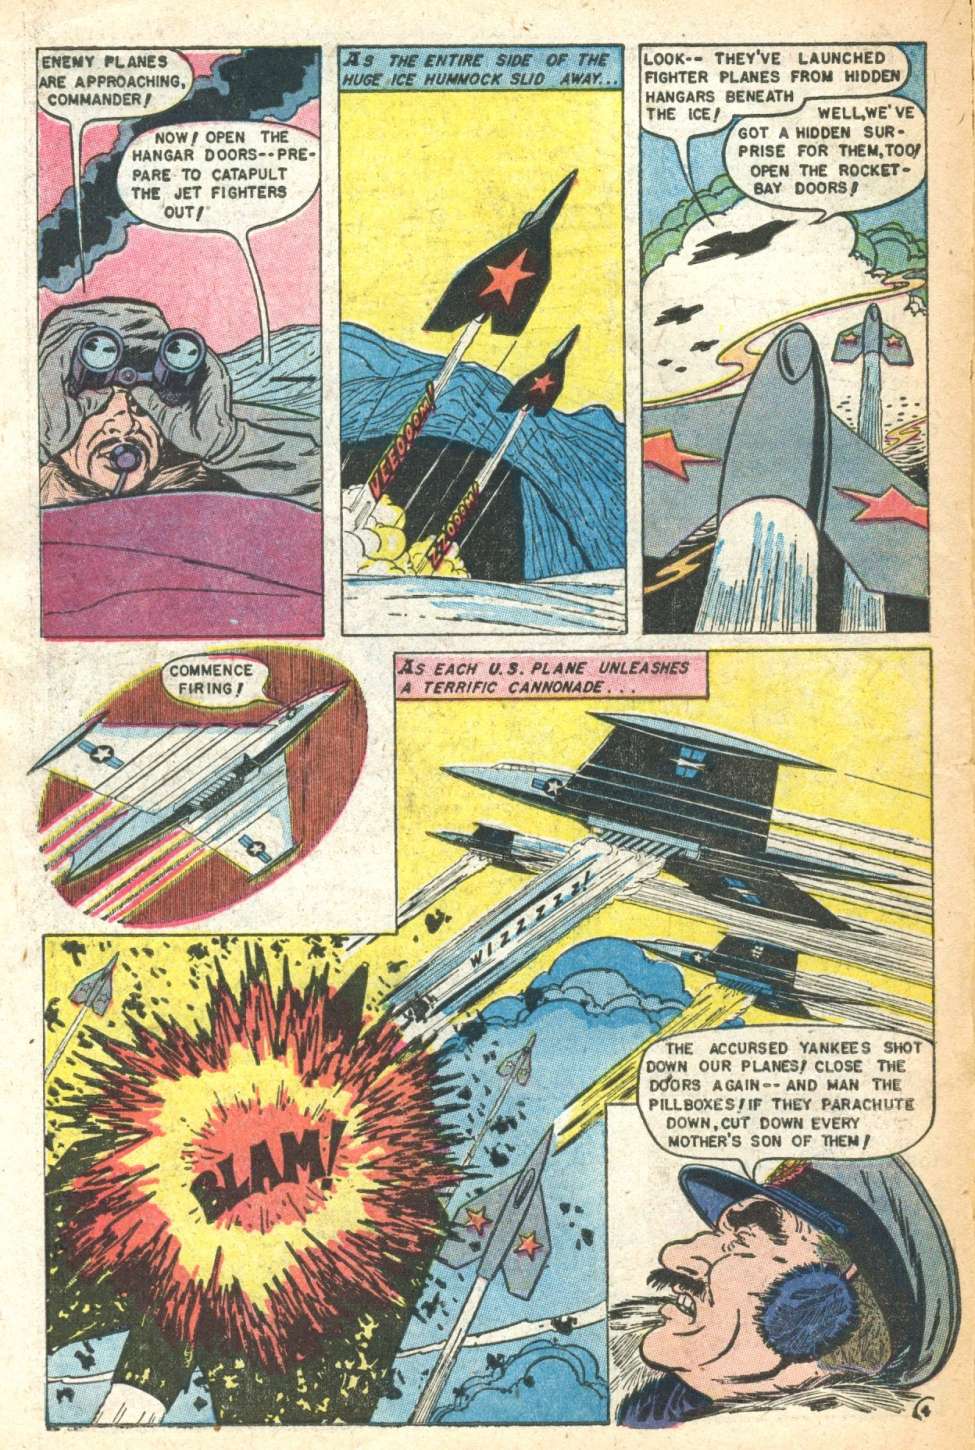 ENEMY PLANES
ARE APPROACHING,
COMMANDER!
NOW! OPEN THE
HANGAR DOORS--PRE-
PARE TO CATAPULT
THE JET FIGHTERS
OUT!
AS THE ENTIRE SIDE OF THE
HUGE ICE HUMMOCK SLID AWAY...
VEEOOOM!
ZZZOOOM!
LOOK-- THEY'VE LAUNCHED
FIGHTER PLANES FROM HIDDEN
HANGARS BENEATH
THE ICE!
WELL, WE'VE
GOT A HIDDEN SUR-
PRISE FOR THEM, TOO!
OPEN THE ROCKET-
BAY DOORS!
COMMENCE
FIRING!
AS EACH U.S. PLANE UNLEASHES
A TERRIFIC CANNONADE...
WIZZZZZ!
SLAM!
THE ACCURSED YANKEES SHOT
DOWN OUR PLANES! CLOSE THE
DOORS AGAIN-- AND MAN THE
PILLBOXES! IF THEY PARACHUTE
DOWN, CUT DOWN EVERY
MOTHER'S SON OF THEM!
4